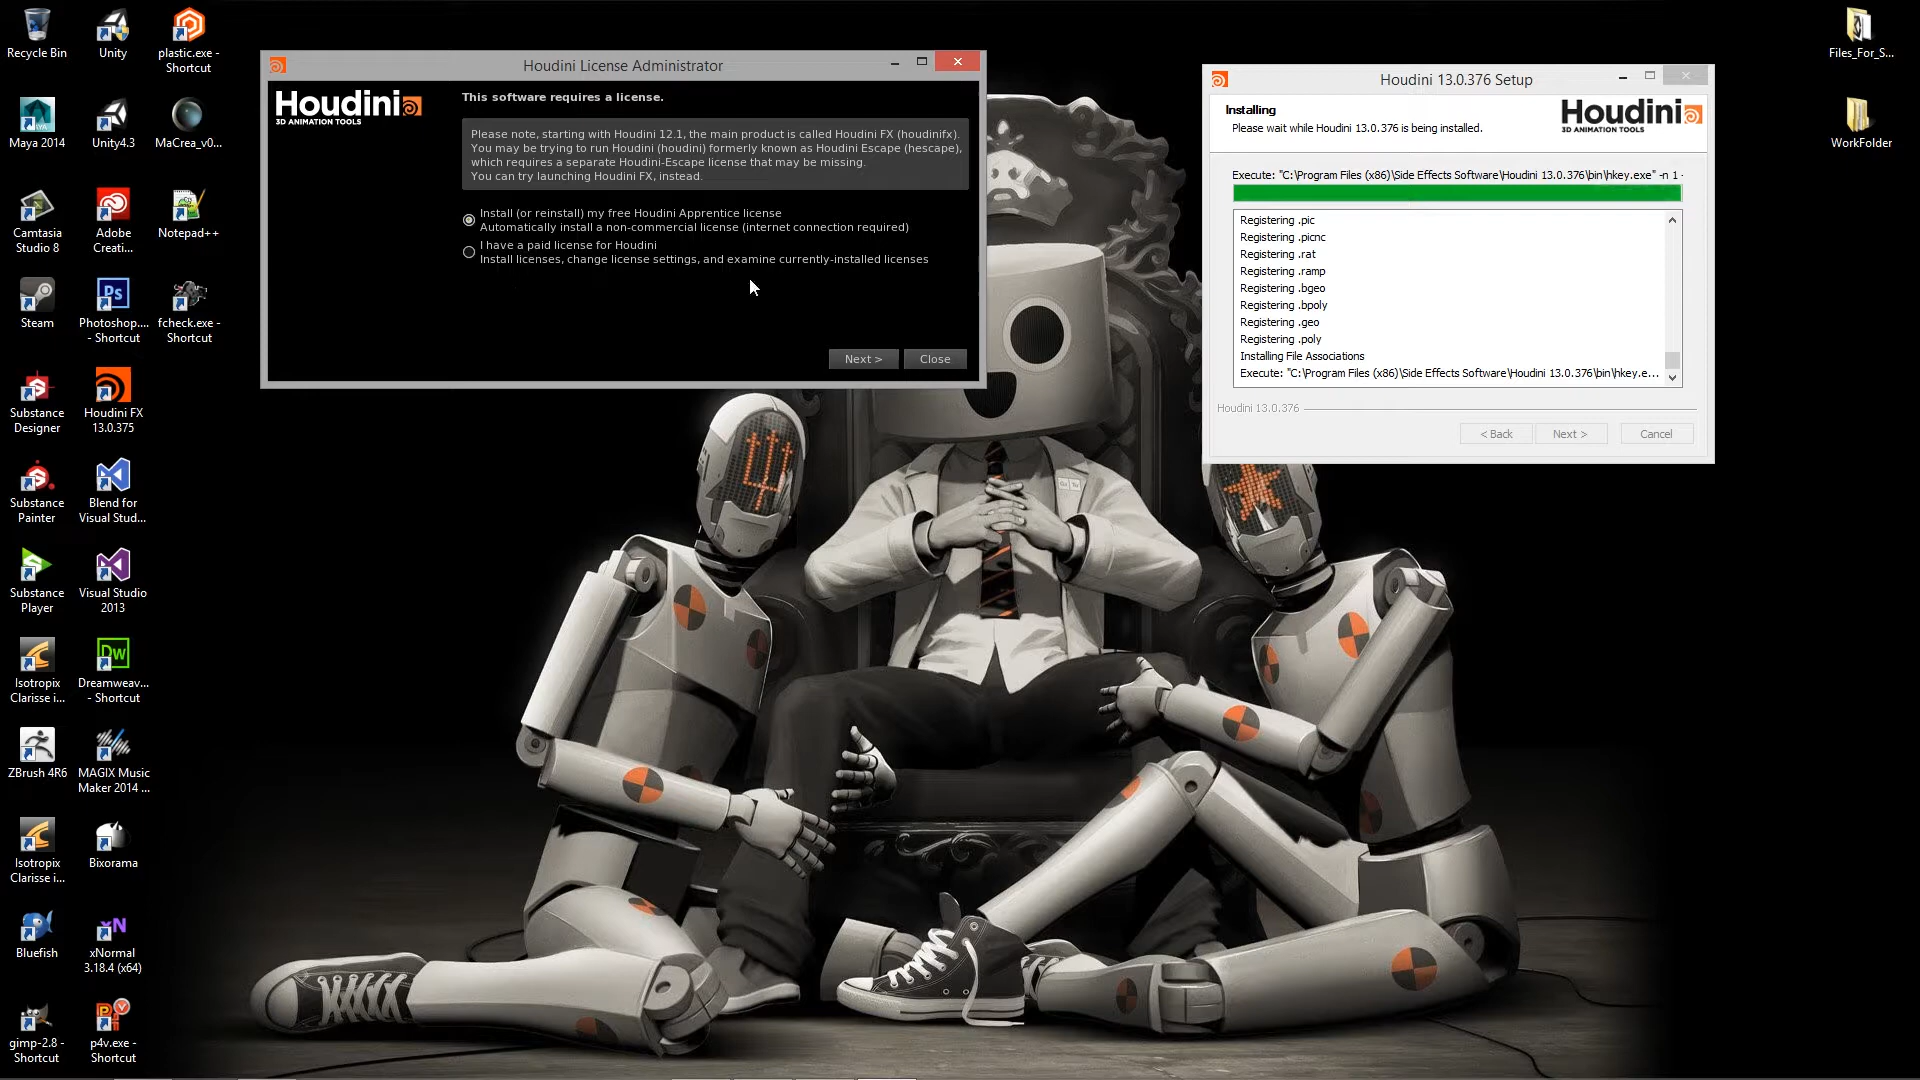 Recycle Bin
Unity
plastic.exe -
Shortcut
Maya 2014
Unity4.3
MaCrea_v0...
Camtasia
Studio 8
Adobe
Creati...
Notepad++
Steam
Photoshop....
- Shortcut
fcheck.exe -
Shortcut
Substance
Designer
Houdini FX
13.0.375
Substance
Painter
Blend for
Visual Stud...
Substance
Player
Visual Studio
2013
Isotropix
Clarisse i...
Dreamweav...
- Shortcut
ZBrush 4R6
MAGIX Music
Maker 2014 ...
Isotropix
Clarisse i...
Bixorama
Bluefish
xNormal
3.18.4 (x64)
gimp-2.8 -
Shortcut
p4v.exe -
Shortcut
Houdini License Administrator
Houdini
3D ANIMATION TOOLS
This software requires a license.
Please note, starting with Houdini 12.1, the main product is called Houdini FX (houdinifx).
You may be trying to run Houdini (houdini) formerly known as Houdini Escape (hescape),
which requires a separate Houdini-Escape license that may be missing.
You can try launching Houdini FX, instead.
Install (or reinstall) my free Houdini Apprentice license
Automatically install a non-commercial license (internet connection required)
I have a paid license for Houdini
Install licenses, change license settings, and examine currently-installed licenses
Next >
Close
Houdini 13.0.376 Setup
Installing
Please wait while Houdini 13.0.376 is being installed.
Houdini
3D ANIMATION TOOLS
Execute: "C:\Program Files (x86)\Side Effects Software\Houdini 13.0.376\bin\hkey.exe" -n 1 -
Registering .pic
Registering .picnc
Registering .rat
Registering .ramp
Registering .bgeo
Registering .bpoly
Registering .geo
Registering .poly
Installing File Associations
Execute: "C:\Program Files (x86)\Side Effects Software\Houdini 13.0.376\bin\hkey.e...
Houdini 13.0.376
< Back
Next >
Cancel
Files_For_S...
WorkFolder